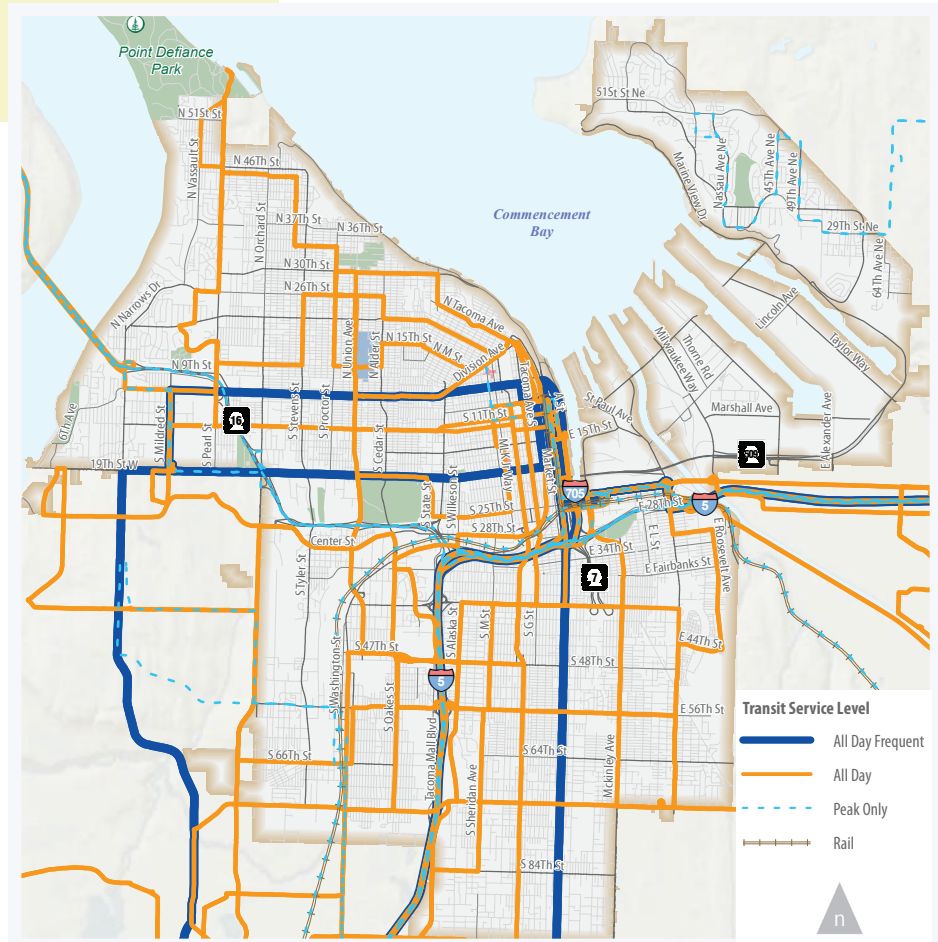 Point Defiance
Park
N 51St St
N Vassault St
N 46Th St
N Orchard St
N 37Th St
N 36Th St
N 30Th St
N 26Th St
N Narrows Dr
N Tacoma Ave
N 15Th St
N M St
Division Ave
N Union Ave
N Alder St
N 9Th St
6Th Ave
S Mildred St
S Pearl St
S Stevens St
S Proctor St
S Cedar St
S 11Th St
Tacoma Ave S
A St
Market St
19Th St W
S State St
S Wilkeson St
S 25Th St
S 28Th St
Center St
S Tyler St
S Washington St
S 47Th St
S Oakes St
S Alaska St
S M St
S G St
S 48Th St
S 66Th St
Tacoma Mall Blvd
S Sheridan Ave
S 64Th St
S 84Th St
Mckinley Ave
E 56Th St
E 44Th St
E 34Th St
E L St
E Fairbanks St
E Roosevelt Ave
E 28Th St
E 15Th St
St Paul Ave
Milwaukee Way
Thorne Rd
Marshall Ave
E Alexander Ave
Lincoln Ave
Taylor Way
Commencement
Bay
51St St Ne
Marine View Dr
Nassau Ave Ne
45Th Ave Ne
49Th Ave Ne
29Th St Ne
64Th Ave Ne
16
705
5
7
5
Transit Service Level
All Day Frequent
All Day
Peak Only
Rail
n